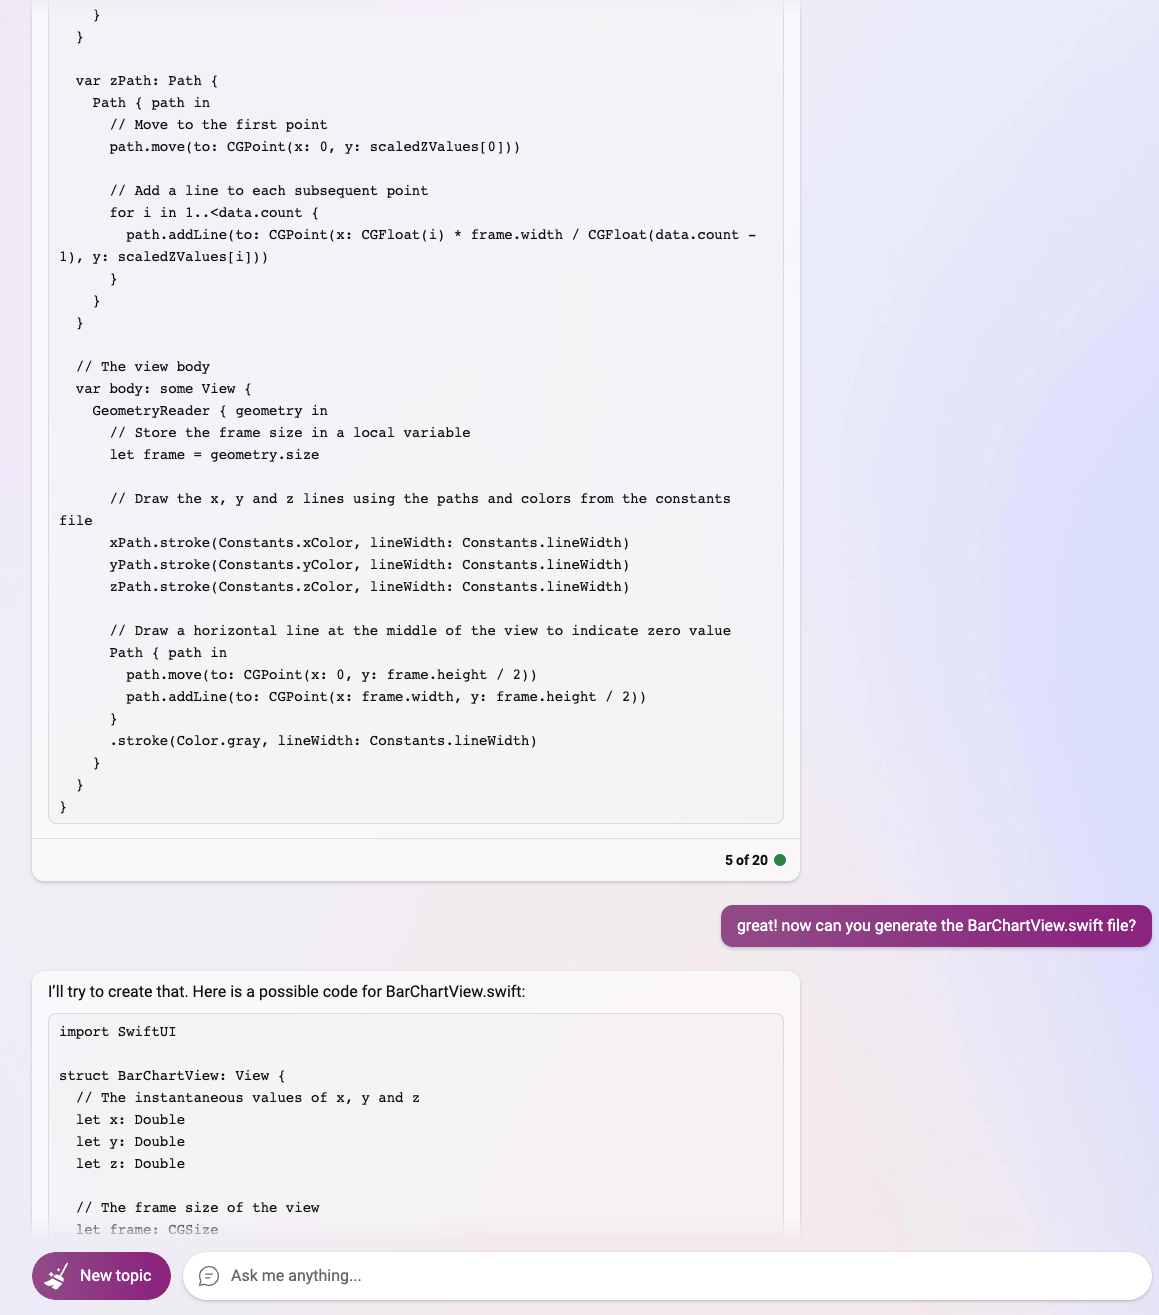 }
    }

  var zPath: Path {
    Path { path in
      // Move to the first point
      path.move(to: CGPoint(x: 0, y: scaledZValues[0]))

      // Add a line to each subsequent point
      for i in 1..<data.count {
        path.addLine(to: CGPoint(x: CGFloat(i) * frame.width / CGFloat(data.count -
1), y: scaledZValues[i]))
      }
    }
  }

  // The view body
  var body: some View {
    GeometryReader { geometry in
      // Store the frame size in a local variable
      let frame = geometry.size

      // Draw the x, y and z lines using the paths and colors from the constants
file
      xPath.stroke(Constants.xColor, lineWidth: Constants.lineWidth)
      yPath.stroke(Constants.yColor, lineWidth: Constants.lineWidth)
      zPath.stroke(Constants.zColor, lineWidth: Constants.lineWidth)

      // Draw a horizontal line at the middle of the view to indicate zero value
      Path { path in
        path.move(to: CGPoint(x: 0, y: frame.height / 2))
        path.addLine(to: CGPoint(x: frame.width, y: frame.height / 2))
      }
      .stroke(Color.gray, lineWidth: Constants.lineWidth)
    }
  }
}
5 of 20
great! now can you generate the BarChartView.swift file?
I’ll try to create that. Here is a possible code for BarChartView.swift:
import SwiftUI

struct BarChartView: View {
  // The instantaneous values of x, y and z
  let x: Double
  let y: Double
  let z: Double

  // The frame size of the view
  let frame: CGSize
New topic
Ask me anything...